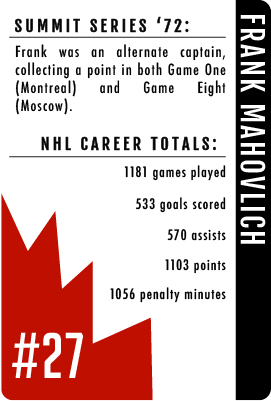 SUMMIT SERIES ‘72:
Frank was an alternate captain,
collecting a point in both Game One
(Montreal) and Game Eight
(Moscow).
NHL CAREER TOTALS:
1181 games played
533 goals scored
570 assists
1103 points
1056 penalty minutes
#27
FRANK MAHOVLICH